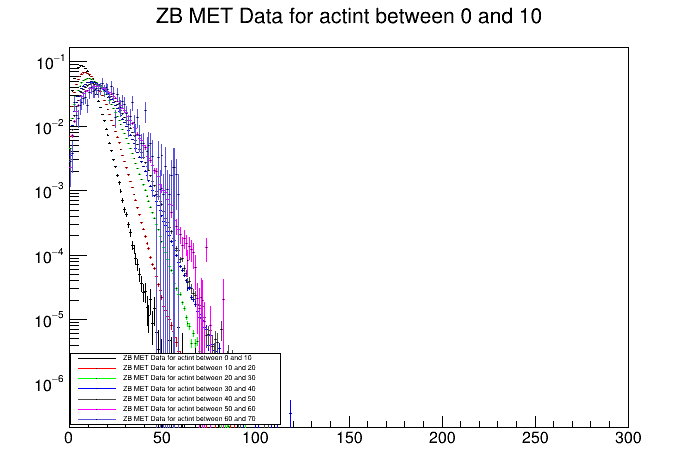 ZB MET Data for actint between 0 and 10
10⁻¹
10⁻²
10⁻³
10⁻⁴
10⁻⁵
10⁻⁶
ZB MET Data for actint between 0 and 10
ZB MET Data for actint between 10 and 20
ZB MET Data for actint between 20 and 30
ZB MET Data for actint between 30 and 40
ZB MET Data for actint between 40 and 50
ZB MET Data for actint between 50 and 60
ZB MET Data for actint between 60 and 70
0 50 100 150 200 250 300